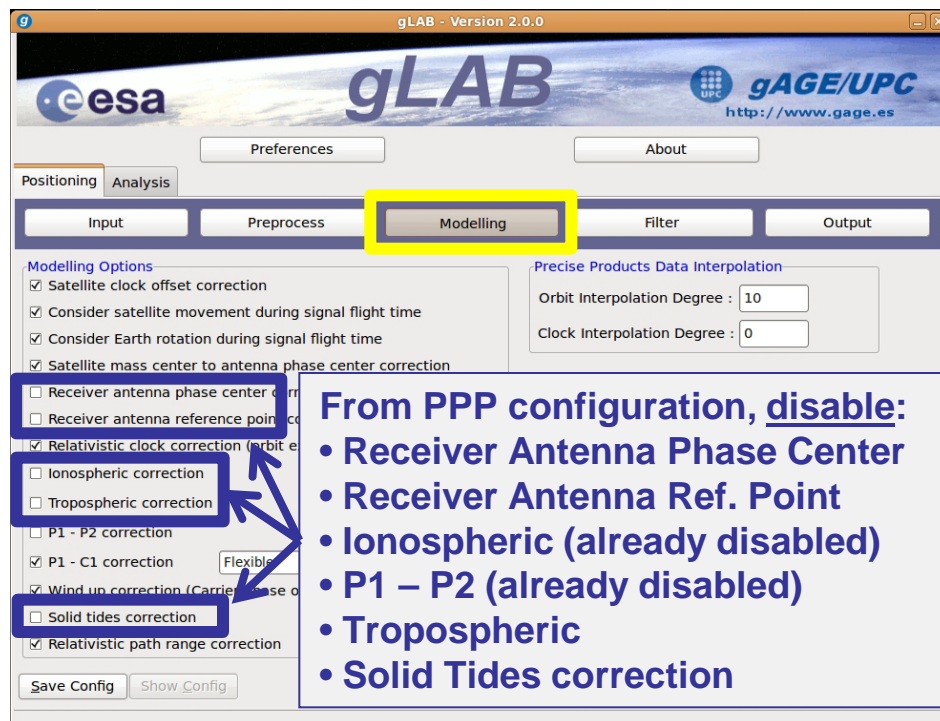 gLAB - Version 2.0.0
esa
gLAB
UPC
gAGE/UPC
http://www.gage.es
Preferences
About
Positioning
Analysis
Input
Preprocess
Modelling
Filter
Output
Modelling Options
Satellite clock offset correction
Consider satellite movement during signal flight time
Consider Earth rotation during signal flight time
Satellite mass center to antenna phase center correction
Receiver antenna phase center
Receiver antenna reference point
Relativistic clock correction
Ionospheric correction
Tropospheric correction
P1 - P2 correction
P1 - C1 correction
Flexible
Wind up correction
Solid tides correction
Relativistic path range correction
Save Config
Show Config
Precise Products Data Interpolation
Orbit Interpolation Degree : 10
Clock Interpolation Degree : 0
From PPP configuration, disable:
• Receiver Antenna Phase Center
• Receiver Antenna Ref. Point
• Ionospheric (already disabled)
• P1 – P2 (already disabled)
• Tropospheric
• Solid Tides correction